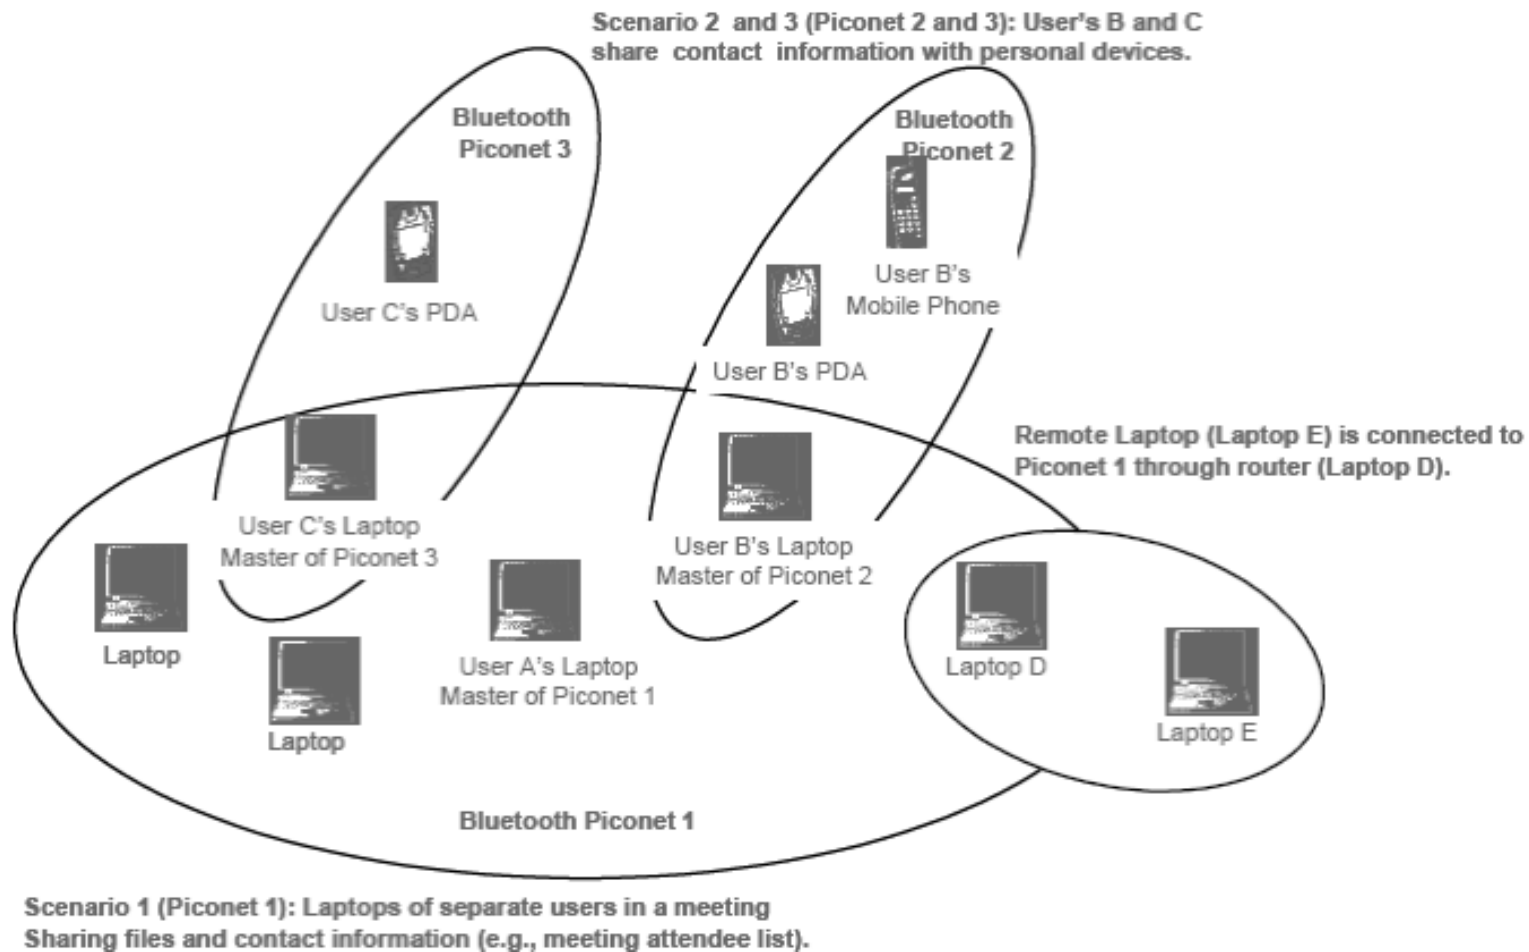 Scenario 2 and 3 (Piconet 2 and 3): User's B and C
share contact information with personal devices.
Bluetooth
Piconet 3
Bluetooth
Piconet 2
User C's PDA
User B's
Mobile Phone
User B's PDA
Remote Laptop (Laptop E) is connected to
Piconet 1 through router (Laptop D).
User C's Laptop
Master of Piconet 3
User B's Laptop
Master of Piconet 2
Laptop
User A's Laptop
Master of Piconet 1
Laptop D
Laptop
Laptop E
Bluetooth Piconet 1
Scenario 1 (Piconet 1): Laptops of separate users in a meeting
Sharing files and contact information (e.g., meeting attendee list).